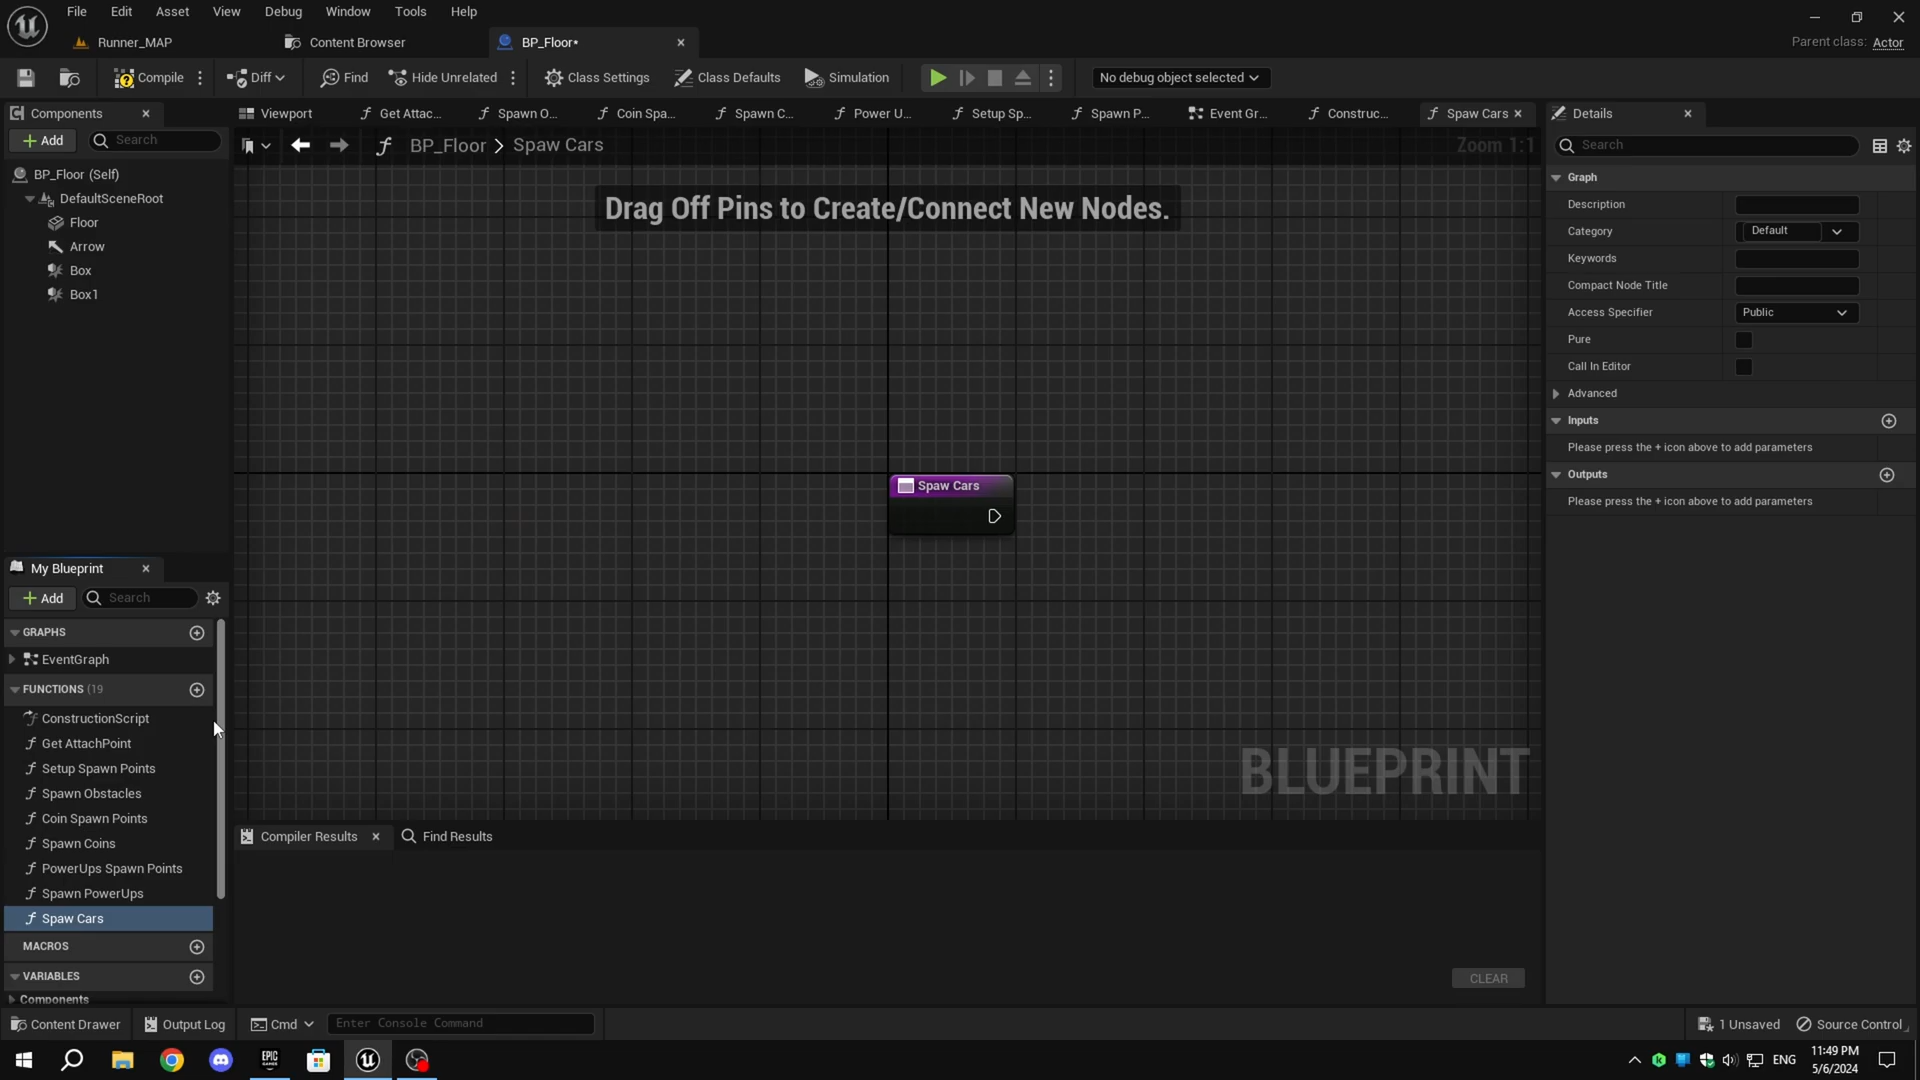 File Edit Asset View Debug Window Tools Help
Runner_MAP Content Browser BP_Floor* Parent class: Actor
Compile Diff Find Hide Unrelated Class Settings Class Defaults Simulation No debug object selected
Components Viewport Get Attac... Spawn O... Coin Spa... Spawn C... Power U... Setup Sp... Spawn P... Event Gr... Construc... Spaw Cars Details
Add Search BP_Floor > Spaw Cars Zoom 1:1 Search
BP_Floor (Self)
DefaultSceneRoot
Floor
Arrow
Box
Box1
Drag Off Pins to Create/Connect New Nodes.
Spaw Cars
BLUEPRINT
Graph
Description
Category Default
Keywords
Compact Node Title
Access Specifier Public
Pure
Call In Editor
Advanced
Inputs
Please press the + icon above to add parameters
Outputs
Please press the + icon above to add parameters
My Blueprint
Add Search
GRAPHS
EventGraph
FUNCTIONS (19
ConstructionScript
Get AttachPoint
Setup Spawn Points
Spawn Obstacles
Coin Spawn Points
Spawn Coins
PowerUps Spawn Points
Spawn PowerUps
Spaw Cars
MACROS
VARIABLES
Components
Compiler Results Find Results
CLEAR
Content Drawer Output Log Cmd Enter Console Command 1 Unsaved Source Control
EPIC GAMES ENG 11:49 PM
5/6/2024